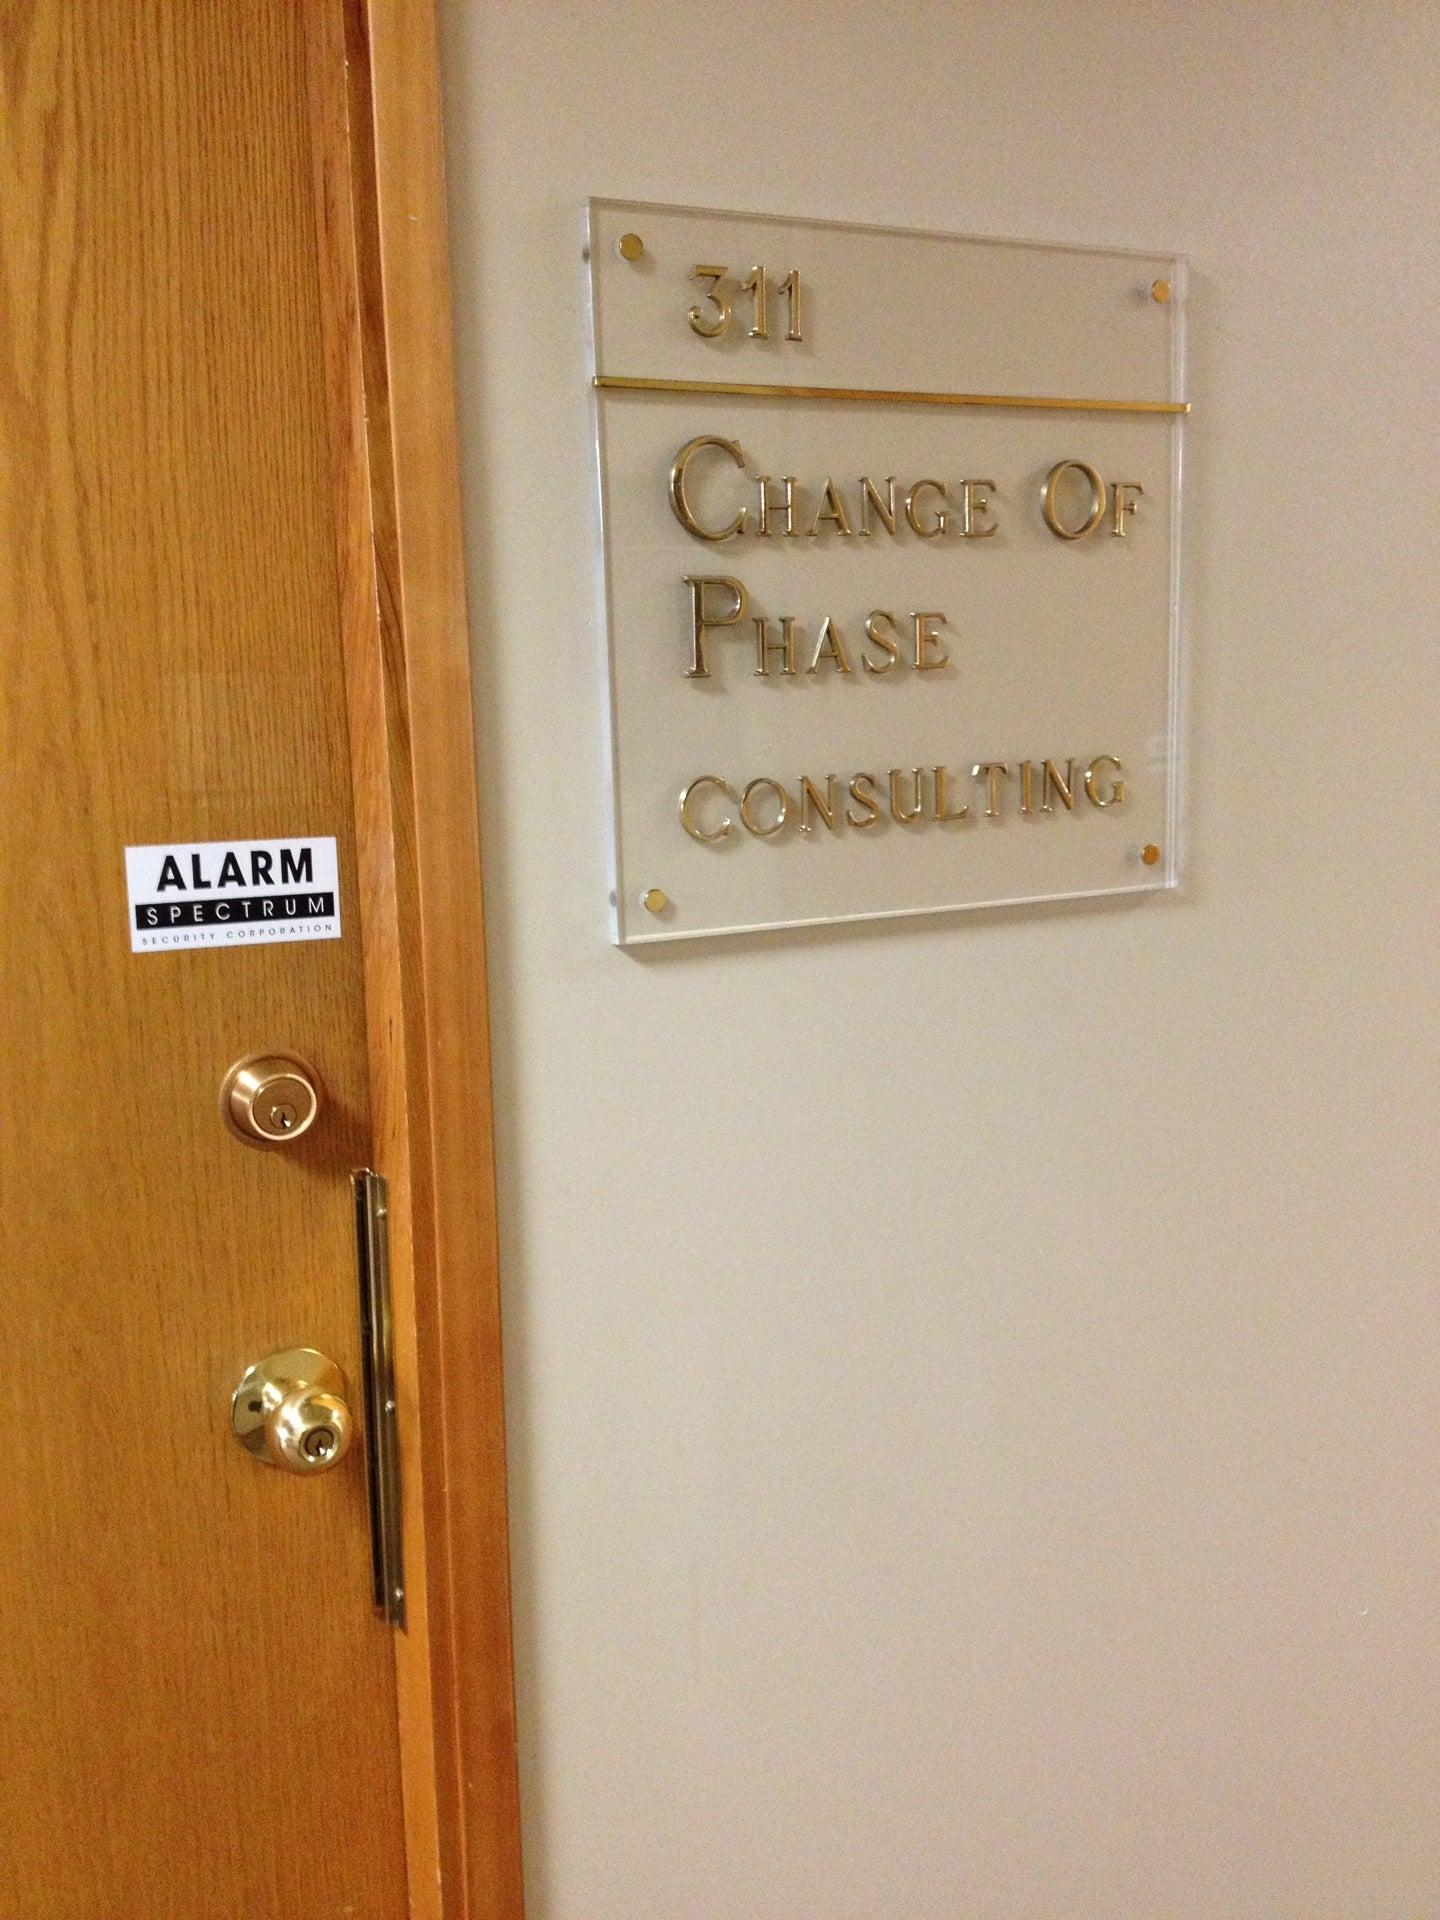 311
CHANGE OF
PHASE
CONSULTING
ALARM
SPECTRUM
SECURITY CORPORATION